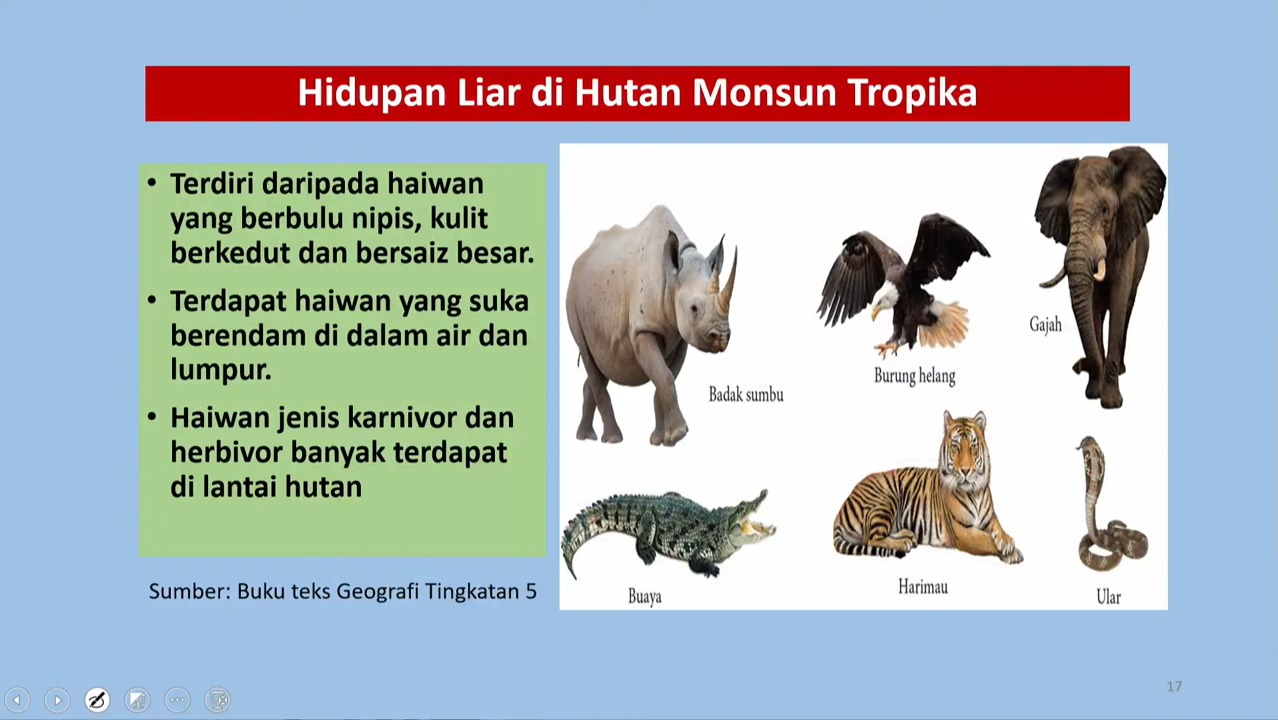 Hidupan Liar di Hutan Monsun Tropika
• Terdiri daripada haiwan
yang berbulu nipis, kulit
berkedut dan bersaiz besar.
• Terdapat haiwan yang suka
berendam di dalam air dan
lumpur.
• Haiwan jenis karnivor dan
herbivor banyak terdapat
di lantai hutan
Sumber: Buku teks Geografi Tingkatan 5
Badak sumbu
Burung helang
Gajah
Buaya
Harimau
Ular
17